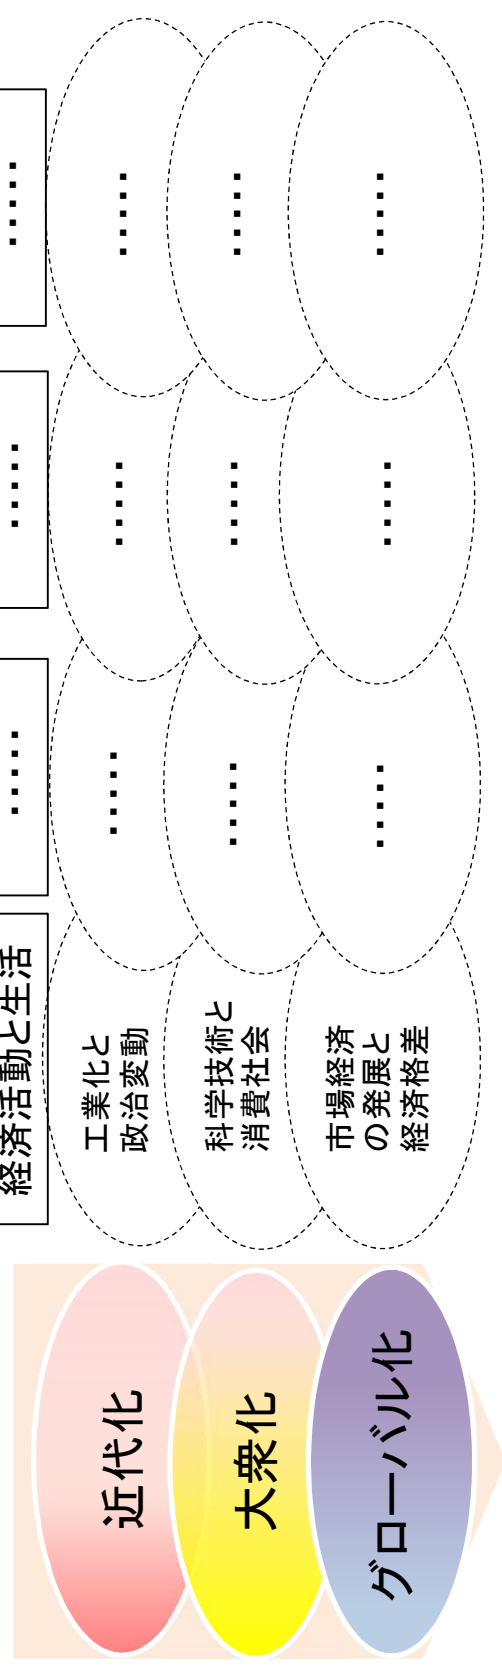 経済活動と生活
・・・・・
・・・・・
・・・・・
近代化
工業化と
政治変動
・・・・・
・・・・・
・・・・・
大衆化
科学技術と
消費社会
・・・・・
・・・・・
・・・・・
グローバル化
市場経済
の発展と
経済格差
・・・・・
・・・・・
・・・・・